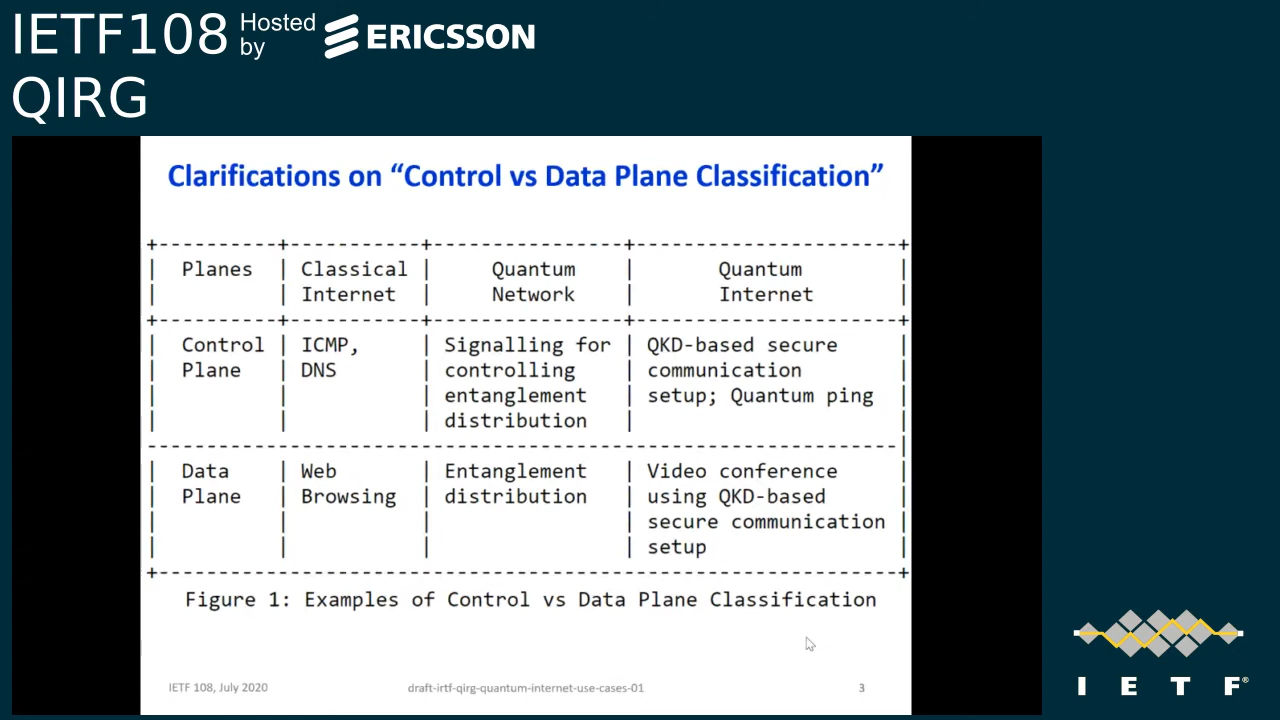 IETF108 Hosted by ERICSSON
QIRG
Clarifications on “Control vs Data Plane Classification”
+----------+-----------+----------------+----------------------+
| Planes | Classical | Quantum | Quantum |
| | Internet | Network | Internet |
+----------+-----------+----------------+----------------------+
| Control | ICMP, | Signalling for | QKD-based secure |
| Plane | DNS | controlling | communication |
| | | entanglement | setup; Quantum ping |
| | | distribution | |
---------------------------------------------------------------|
| Data | Web | Entanglement | Video conference |
| Plane | Browsing | distribution | using QKD-based |
| | | | secure communication |
| | | | setup |
+--------------------------------------------------------------+
Figure 1: Examples of Control vs Data Plane Classification
IETF 108, July 2020 draft-irtf-qirg-quantum-internet-use-cases-01 3
I E T F®